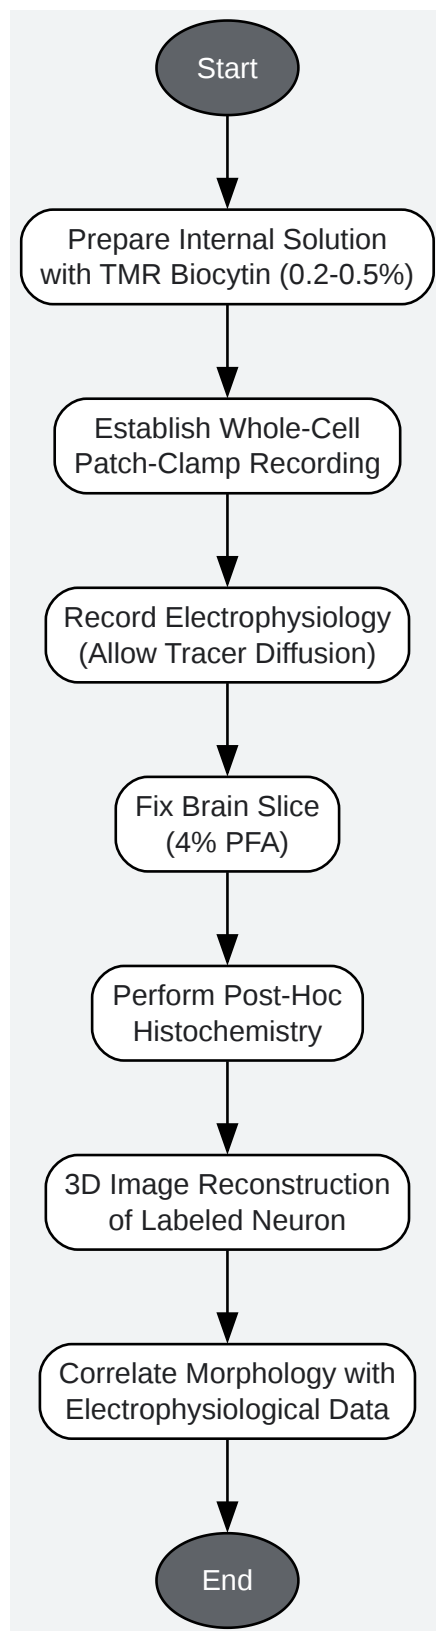 Start
Prepare Internal Solution
with TMR Biocytin (0.2-0.5%)
Establish Whole-Cell
Patch-Clamp Recording
Record Electrophysiology
(Allow Tracer Diffusion)
Fix Brain Slice
(4% PFA)
Perform Post-Hoc
Histochemistry
3D Image Reconstruction
of Labeled Neuron
Correlate Morphology with
Electrophysiological Data
End